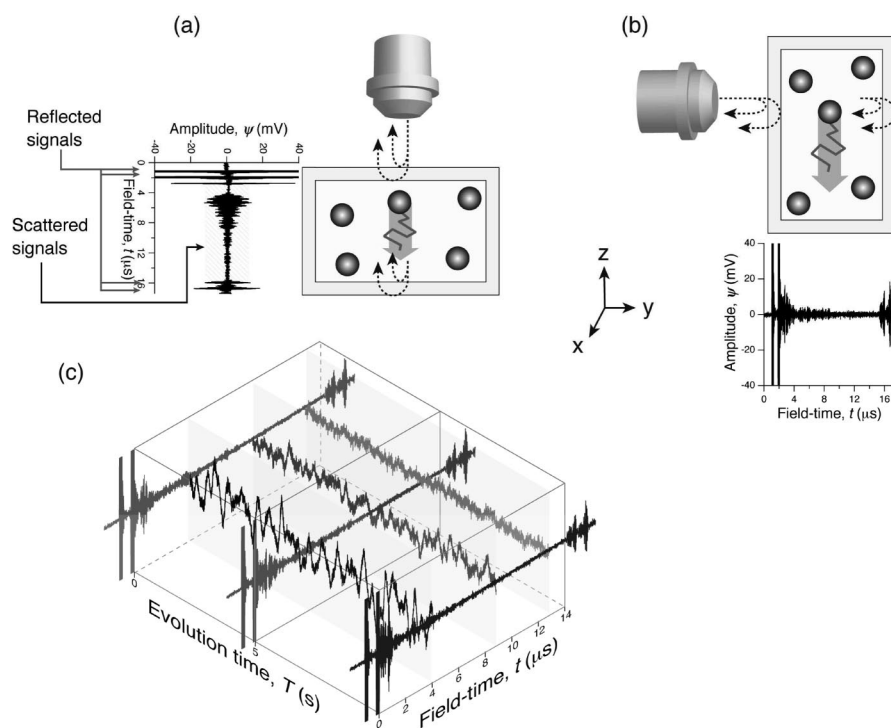 (a)
Reflected
signals
Amplitude, ψ (mV)
40 20 0 20 40
Field-time, t (μs)
0
4
8
12
16
Scattered
signals
(b)
z
y
x
Amplitude, ψ (mV)
40
20
0
-20
-40
0 4 8 12 16
Field-time, t (μs)
(c)
0
5
Evolution time, T (s)
0 2 4 6 8 10 12 14
Field-time, t (μs)